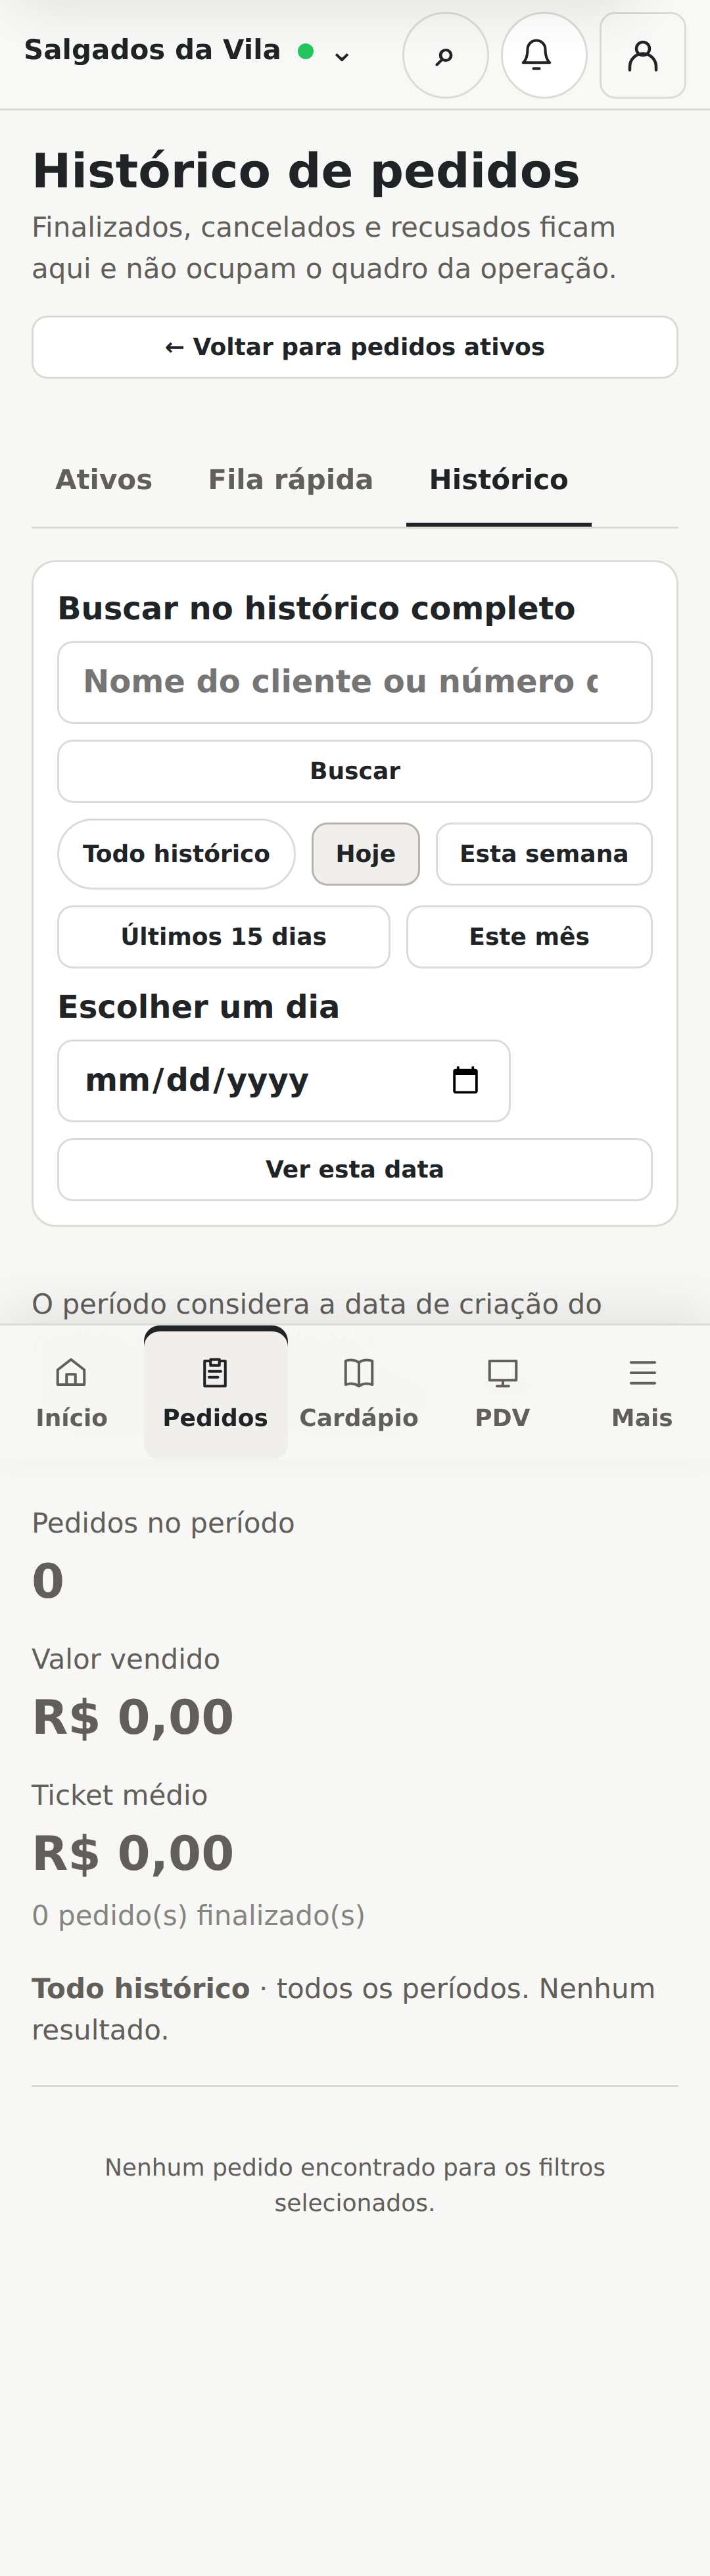 Salgados da Vila
Histórico de pedidos
Finalizados, cancelados e recusados ficam
aqui e não ocupam o quadro da operação.
← Voltar para pedidos ativos
Ativos Fila rápida Histórico
Buscar no histórico completo
Nome do cliente ou número
Buscar
Todo histórico Hoje Esta semana
Últimos 15 dias Este mês
Escolher um dia
mm/dd/yyyy
Ver esta data
O período considera a data de criação do
Início Pedidos Cardápio PDV Mais
Pedidos no período
0
Valor vendido
R$ 0,00
Ticket médio
R$ 0,00
0 pedido(s) finalizado(s)
Todo histórico · todos os períodos. Nenhum
resultado.
Nenhum pedido encontrado para os filtros
selecionados.